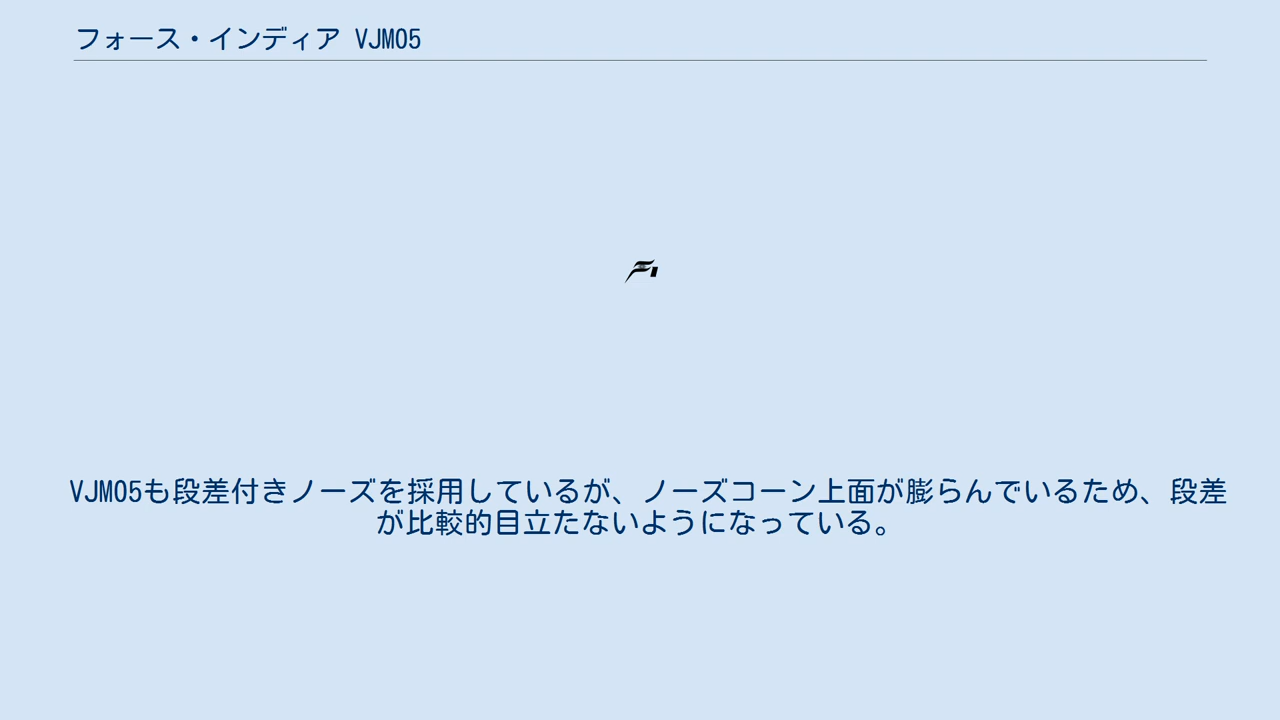 フォース・インディア VJM05
VJM05も段差付きノーズを採用しているが、ノーズコーン上面が膨らんでいるため、段差
が比較的目立たないようになっている。